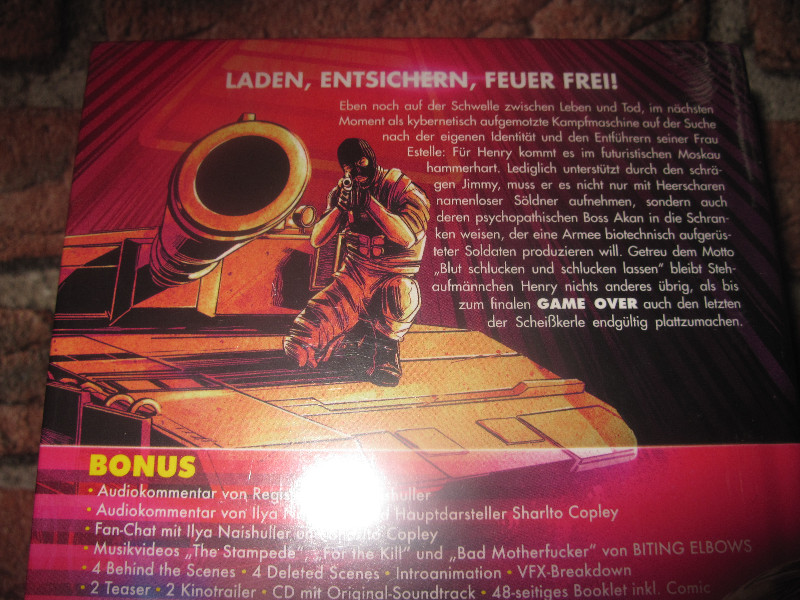 LADEN, ENTSICHERN, FEUER FREI!
Eben noch auf der Schwelle zwischen Leben und Tod, im nächsten
Moment als kybernetisch aufgemotzte Kampfmaschine auf der Suche
nach der eigenen Identität und den Entführern seiner Frau
Estelle: Für Henry kommt es im futuristischen Moskau
hammerhart. Lediglich unterstützt durch den schrä-
gen Jimmy, muss er es nicht nur mit Heerscharen
namenloser Söldner aufnehmen, sondern auch
deren psychopathischen Boss Akan in die Schran-
ken weisen, der eine Armee biotechnisch aufgerüs-
teter Soldaten produzieren will. Getreu dem Motto
„Blut schlucken und schlucken lassen“ bleibt Steh-
aufmännchen Henry nichts anderes übrig, als bis
zum finalen GAME OVER auch den letzten
der Scheißkerle endgültig plattzumachen.
BONUS
• Audiokommentar von Naishuller
• Audiokommentar von Ilya Hauptdarsteller Sharlto Copley
• Fan-Chat mit Ilya Naishuller Copley
• Musikvideos „The Stampede“, „For the Kill“ und „Bad Motherfucker“ von BITING ELBOWS
• 4 Behind the Scenes • 4 Deleted Scenes • Introanimation • VFX-Breakdown
• 2 Teaser • 2 Kinotrailer • CD mit Original-Soundtrack • 48-seitiges Booklet inkl. Comic